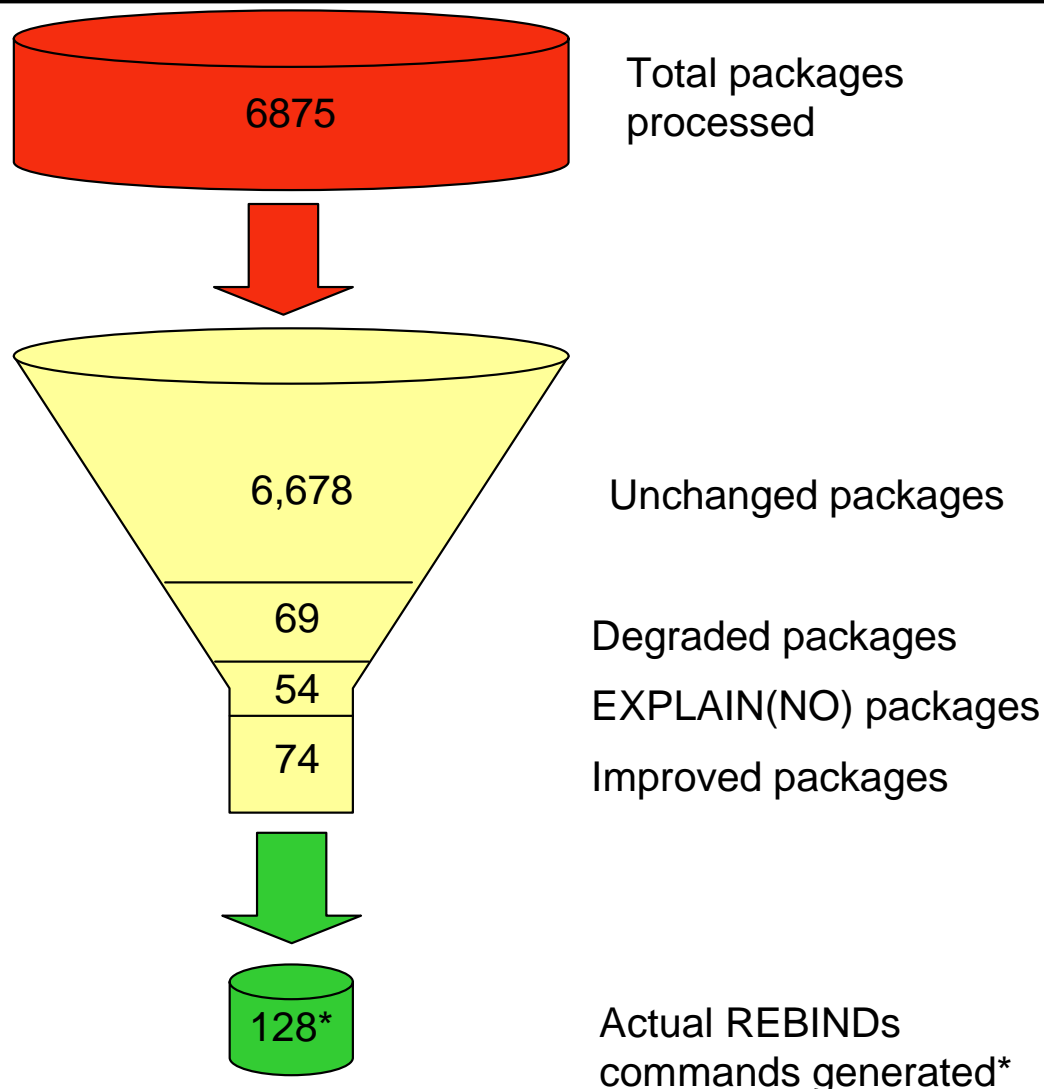 6875
Total packages
processed
6,678
Unchanged packages
69
Degraded packages
54
EXPLAIN(NO) packages
74
Improved packages
128*
Actual REBINDs
commands generated*